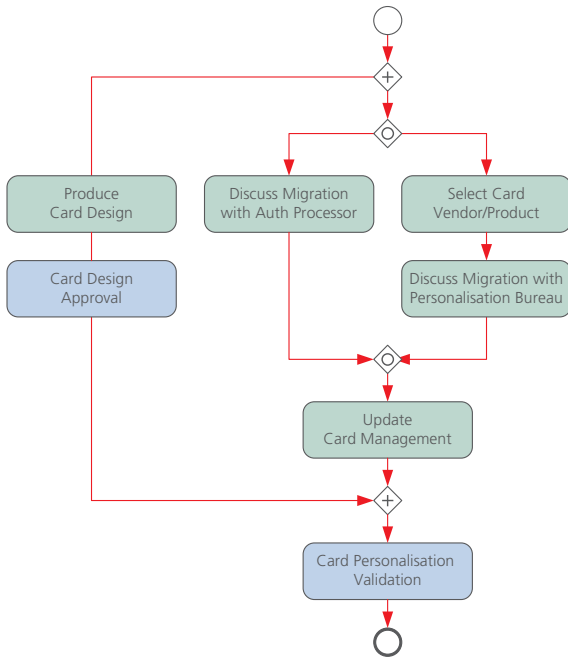 Produce
Card Design
Discuss Migration
with Auth Processor
Select Card
Vendor/Product
Card Design
Approval
Discuss Migration with
Personalisation Bureau
Update
Card Management
Card Personalisation
Validation